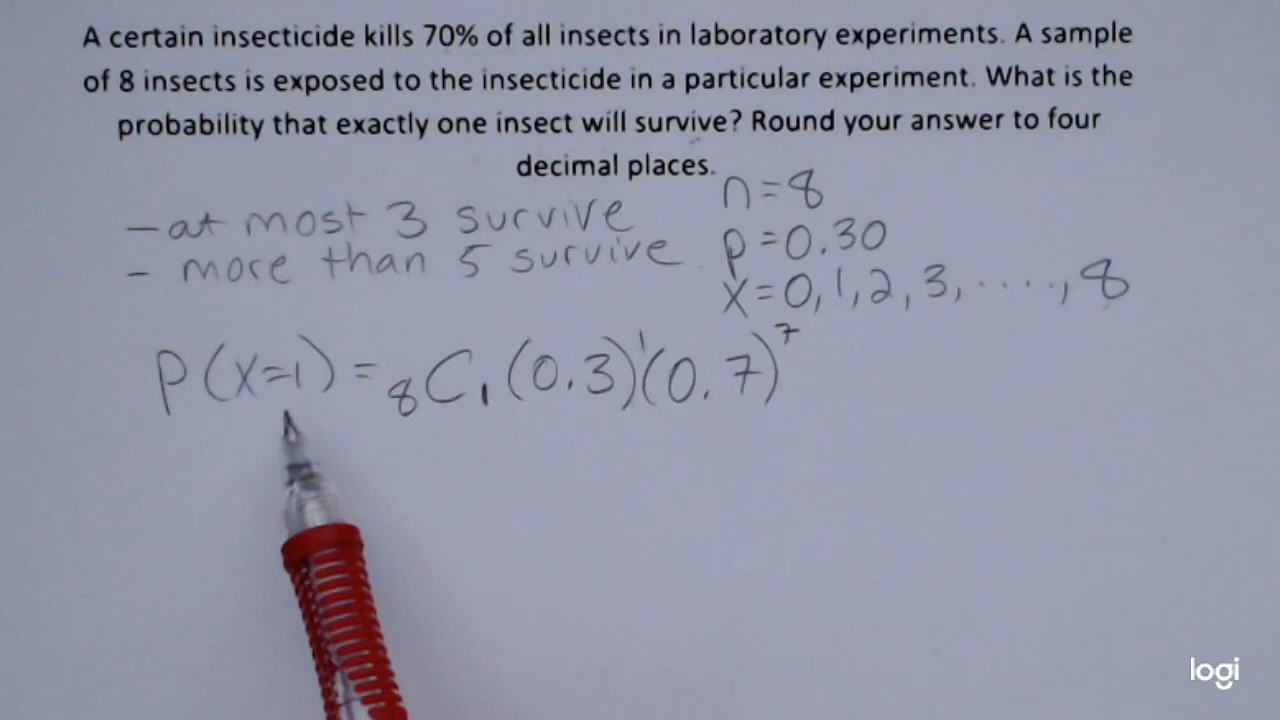 A certain insecticide kills 70% of all insects in laboratory experiments. A sample
of 8 insects is exposed to the insecticide in a particular experiment. What is the
probability that exactly one insect will survive? Round your answer to four
decimal places.
n=8
- at most 3 survive
p=0.30
- more than 5 survive
x=0,1,2,3,....,8
P(x=1) = ₈C₁(0.3)¹(0.7)⁷
logi